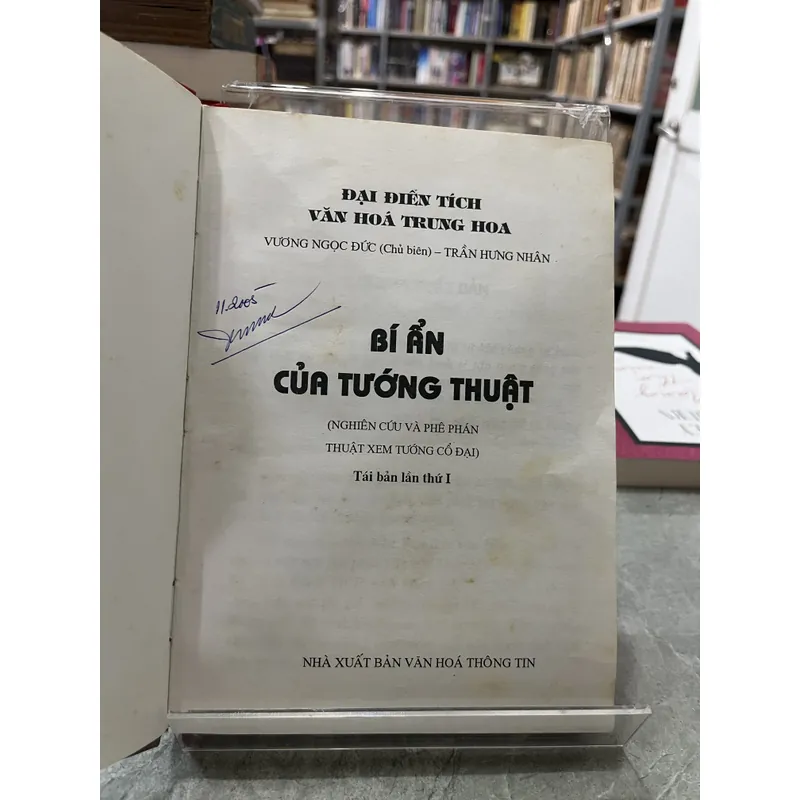 ĐẠI ĐIỂN TÍCH
VĂN HOÁ TRUNG HOA
VƯƠNG NGỌC ĐỨC (Chủ biên) – TRẦN HƯNG NHÂN
11-2005
BÍ ẨN
CỦA TƯỚNG THUẬT
(NGHIÊN CỨU VÀ PHÊ PHÁN
THUẬT XEM TƯỚNG CỔ ĐẠI)
Tái bản lần thứ I
NHÀ XUẤT BẢN VĂN HOÁ THÔNG TIN